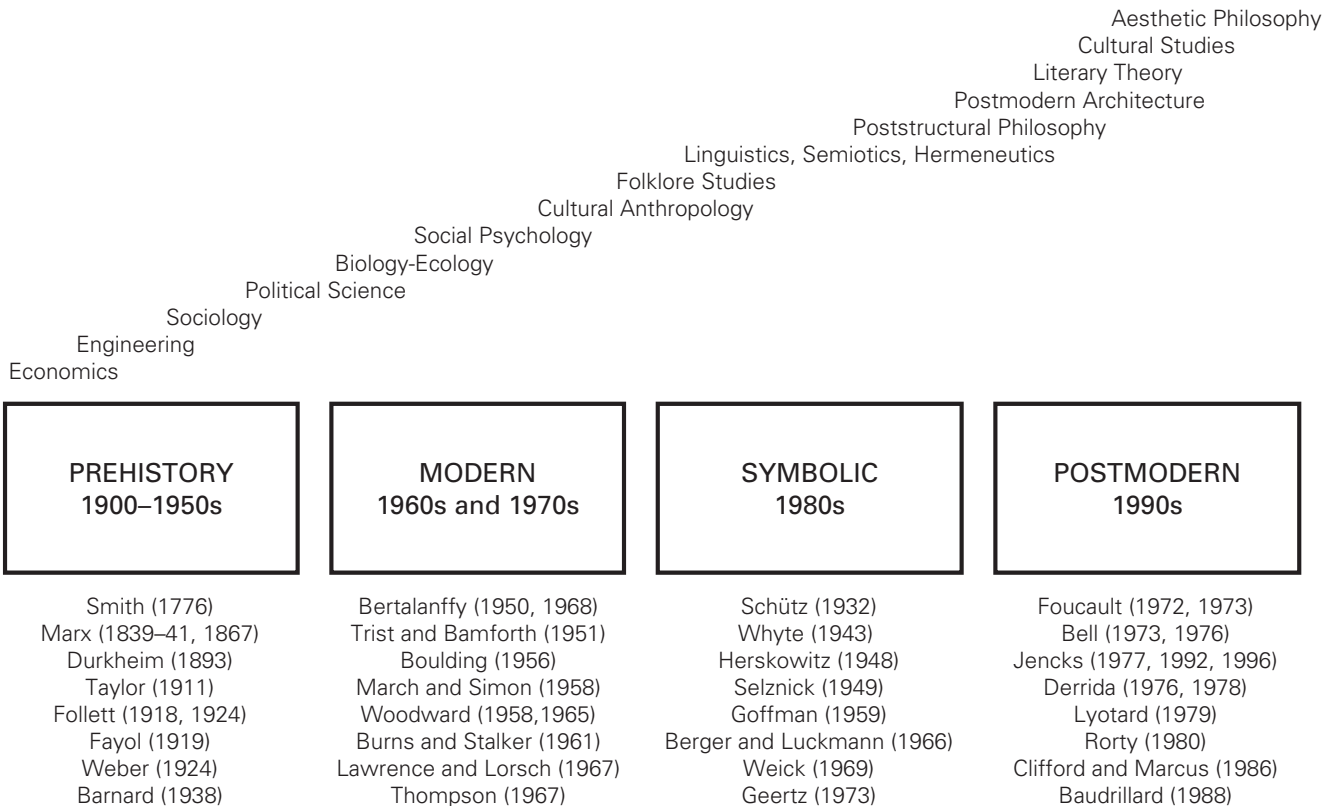 Aesthetic Philosophy
Cultural Studies
Literary Theory
Postmodern Architecture
Poststructural Philosophy
Linguistics, Semiotics, Hermeneutics
Folklore Studies
Cultural Anthropology
Social Psychology
Biology-Ecology
Political Science
Sociology
Engineering
Economics
PREHISTORY
1900–1950s
MODERN
1960s and 1970s
SYMBOLIC
1980s
POSTMODERN
1990s
Smith (1776)
Marx (1839–41, 1867)
Durkheim (1893)
Taylor (1911)
Follett (1918, 1924)
Fayol (1919)
Weber (1924)
Barnard (1938)
Bertalanffy (1950, 1968)
Trist and Bamforth (1951)
Boulding (1956)
March and Simon (1958)
Woodward (1958,1965)
Burns and Stalker (1961)
Lawrence and Lorsch (1967)
Thompson (1967)
Schütz (1932)
Whyte (1943)
Herskowitz (1948)
Selznick (1949)
Goffman (1959)
Berger and Luckmann (1966)
Weick (1969)
Geertz (1973)
Foucault (1972, 1973)
Bell (1973, 1976)
Jencks (1977, 1992, 1996)
Derrida (1976, 1978)
Lyotard (1979)
Rorty (1980)
Clifford and Marcus (1986)
Baudrillard (1988)